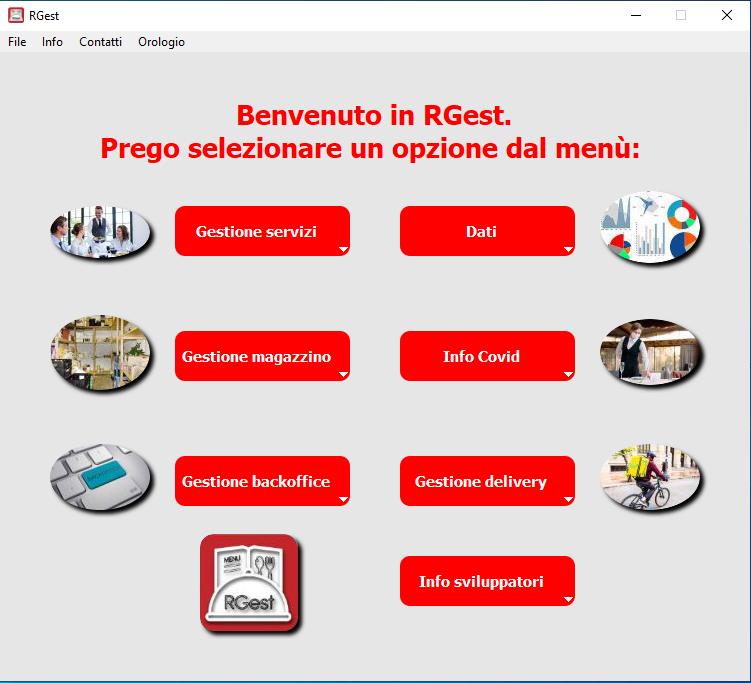 RGest
File Info Contatti Orologio
Benvenuto in RGest.
Prego selezionare un opzione dal menù:
Gestione servizi
Dati
Gestione magazzino
Info Covid
Gestione backoffice
Gestione delivery
MENU
RGest
Info sviluppatori